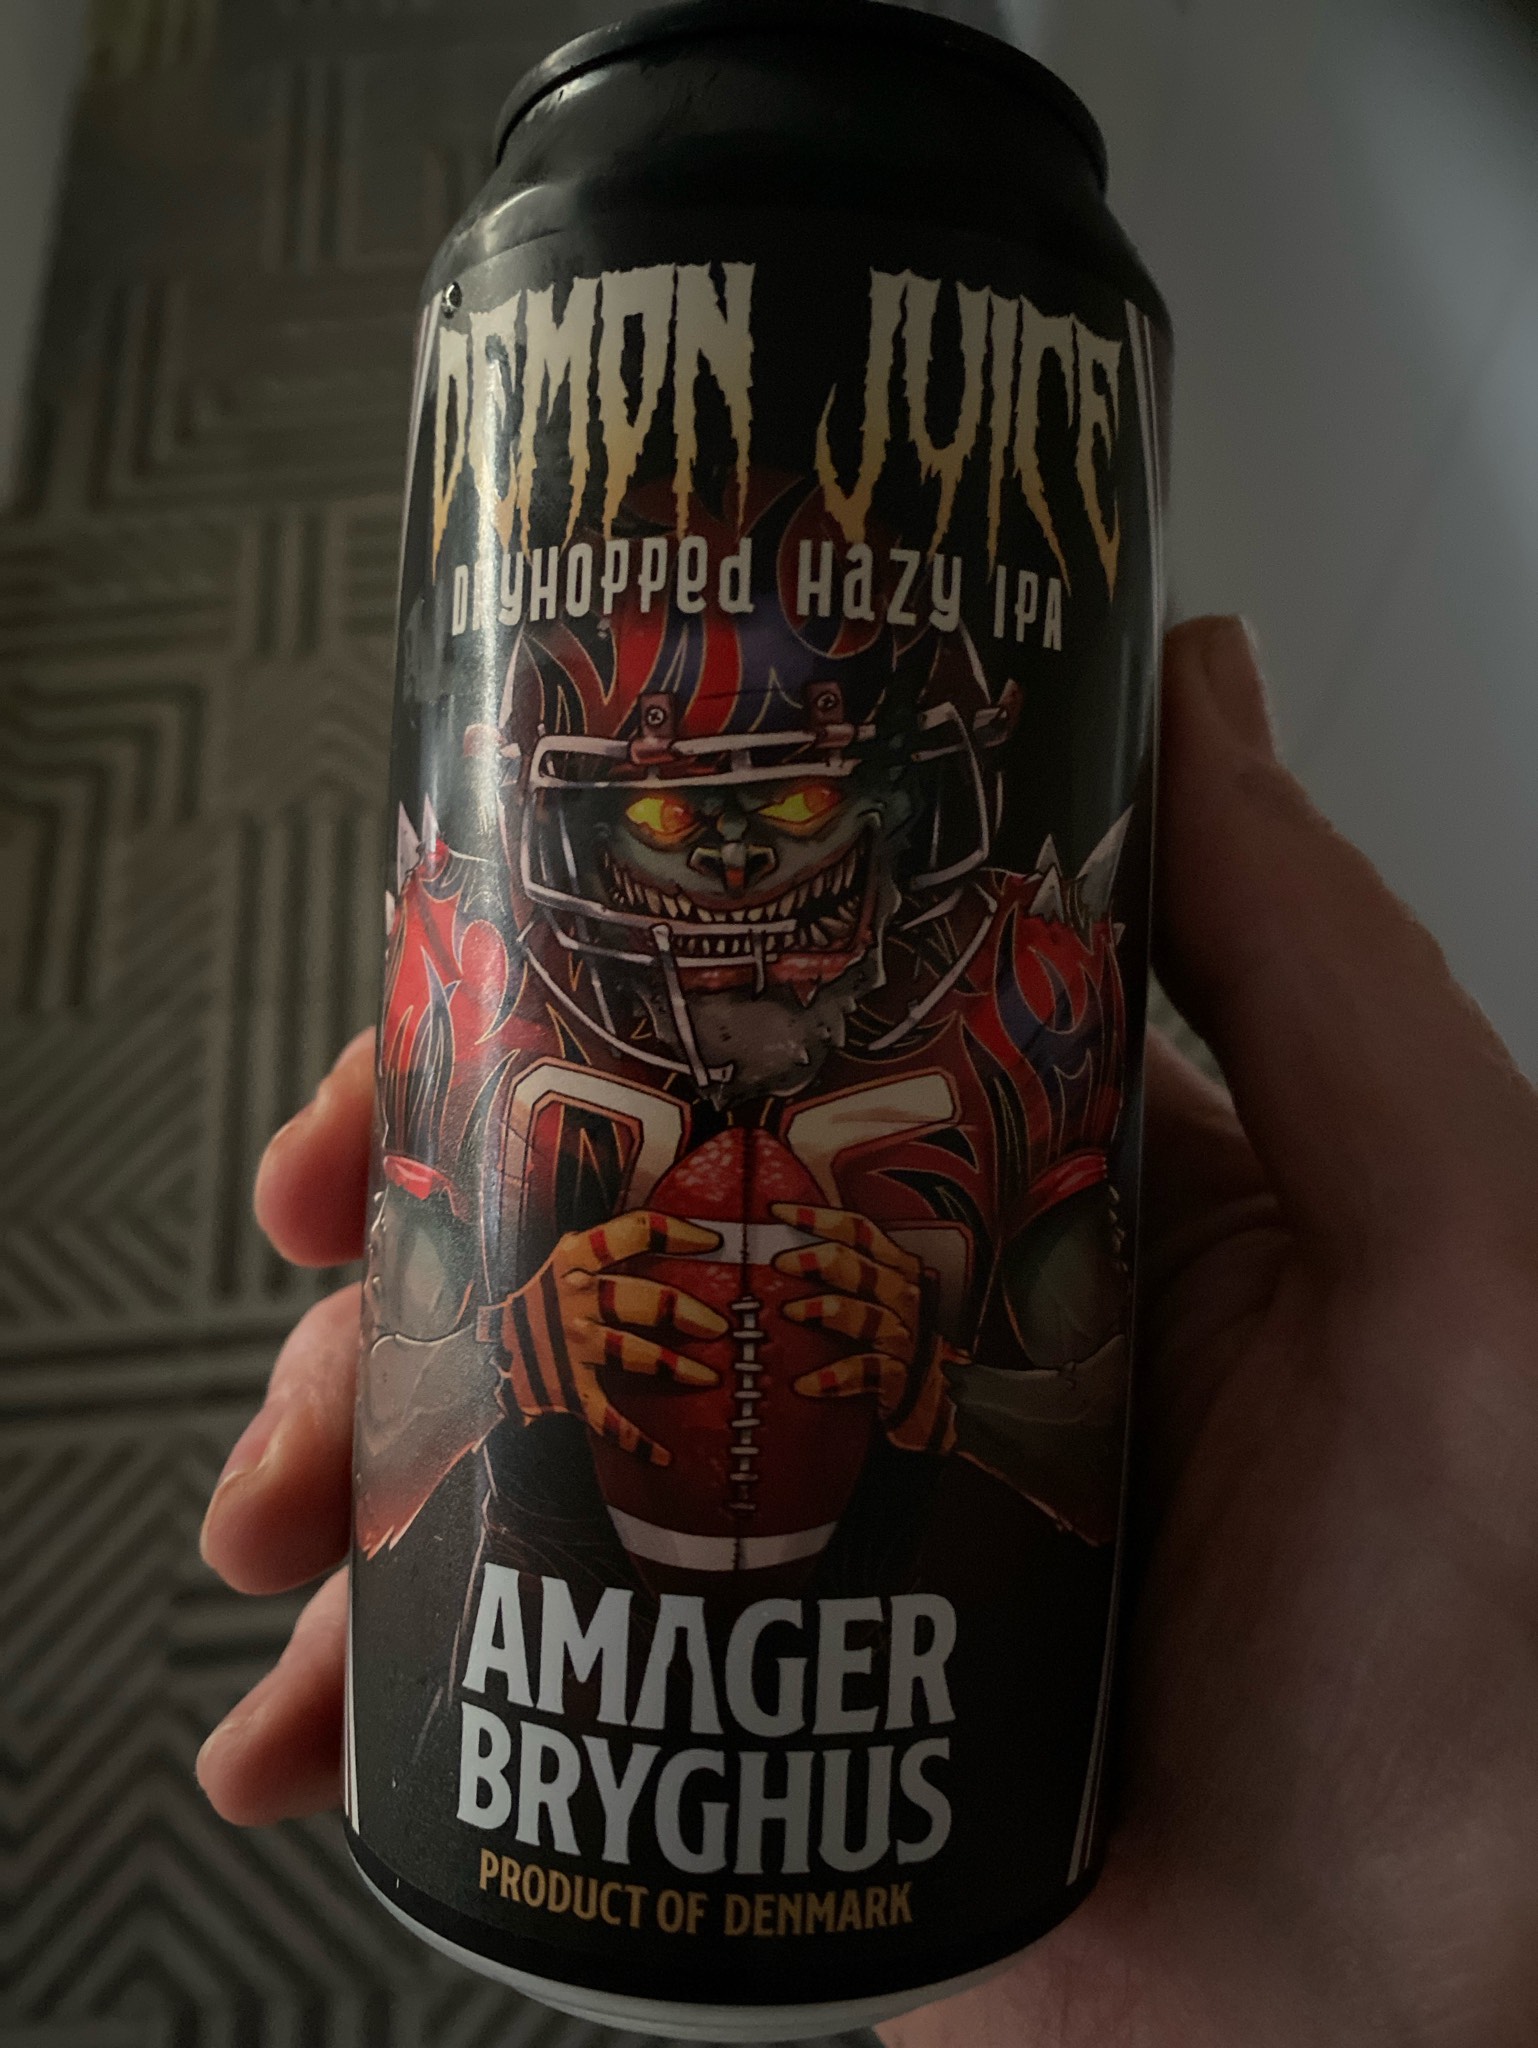 DEMON JUICE
DRYHOPPED HAZY IPA
AMAGER
BRYGHUS
PRODUCT OF DENMARK